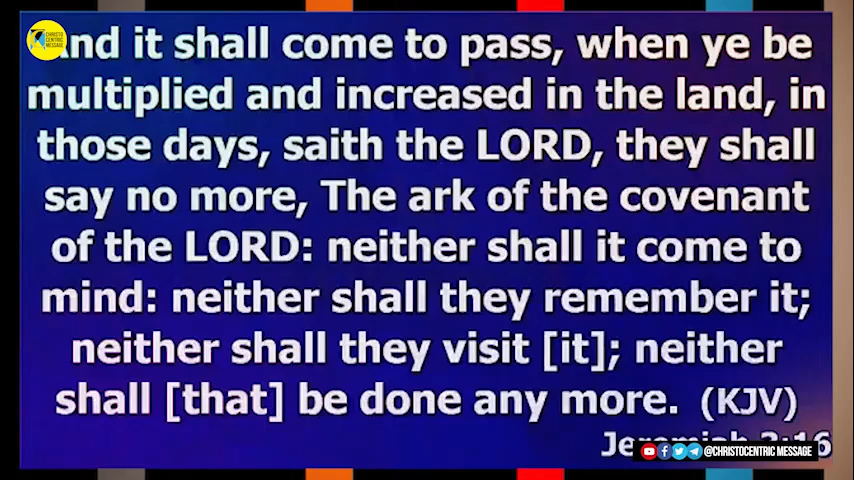 CHRISTO
CENTRIC
MESSAGE
And it shall come to pass, when ye be
multiplied and increased in the land, in
those days, saith the LORD, they shall
say no more, The ark of the covenant
of the LORD: neither shall it come to
mind: neither shall they remember it;
neither shall they visit [it]; neither
shall [that] be done any more. (KJV)
Jeremiah 3:16
@CHRISTOCENTRIC MESSAGE